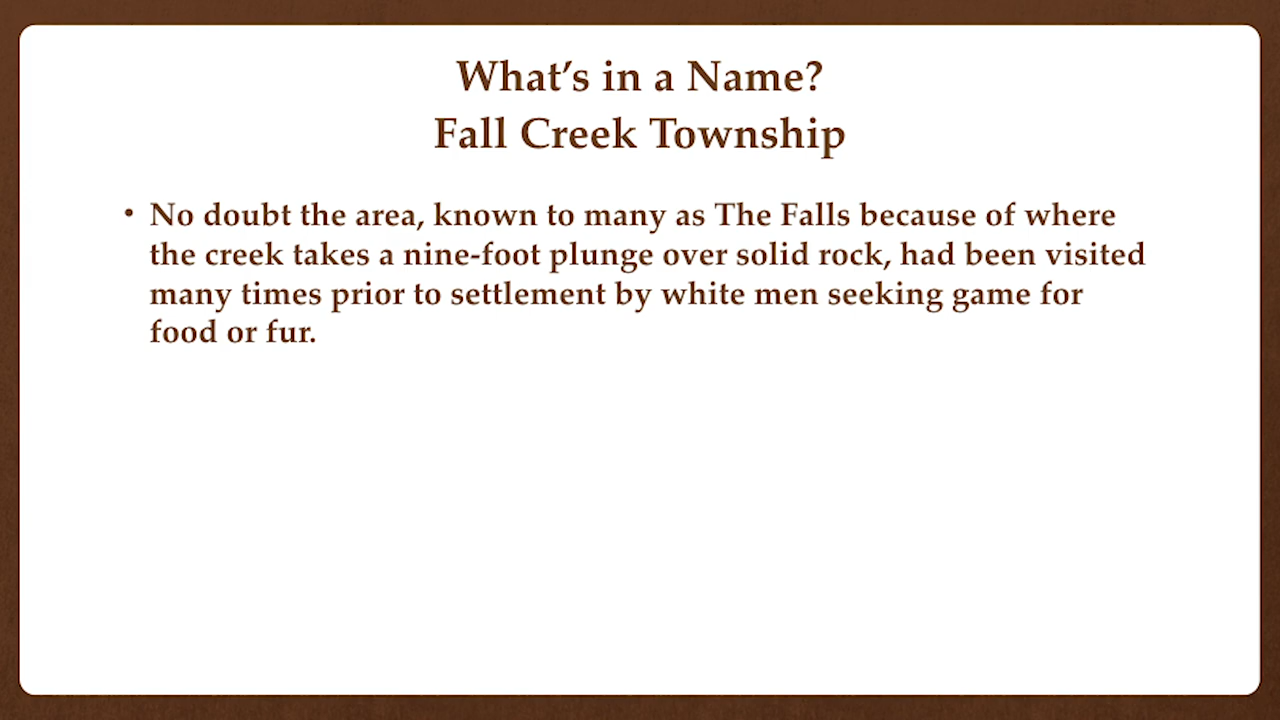 What’s in a Name?
Fall Creek Township
• No doubt the area, known to many as The Falls because of where
the creek takes a nine-foot plunge over solid rock, had been visited
many times prior to settlement by white men seeking game for
food or fur.